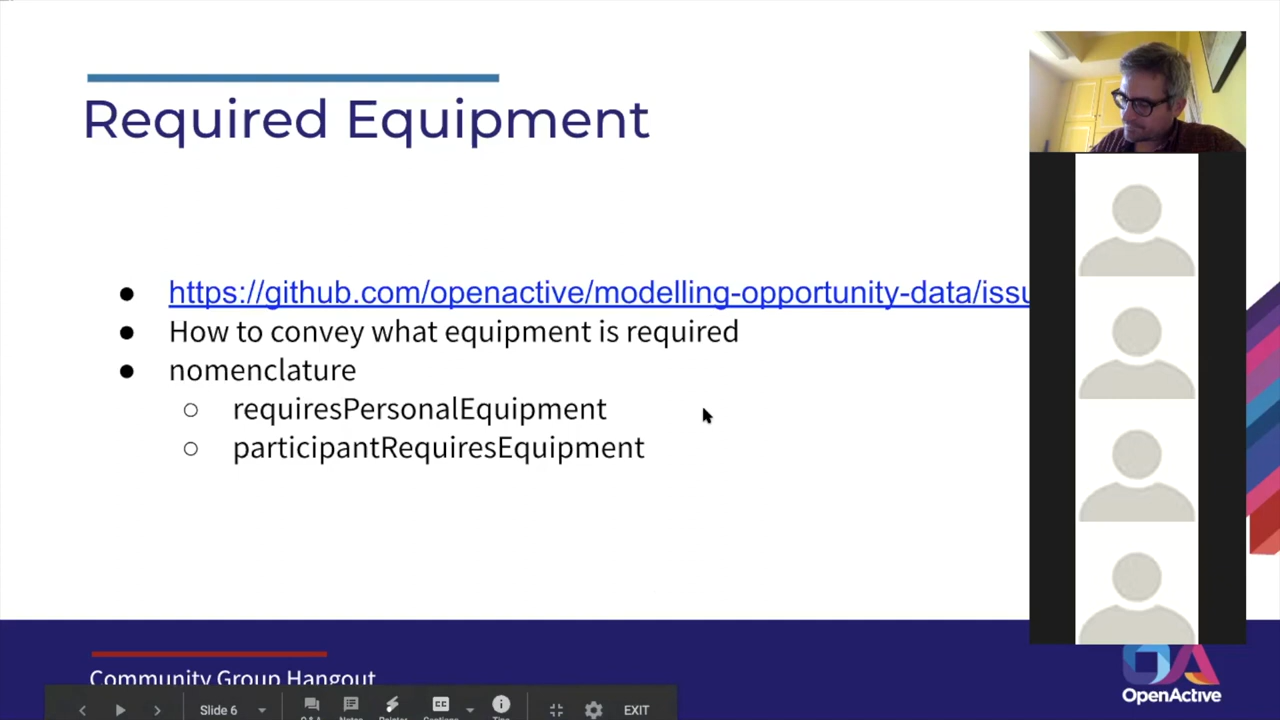 Required Equipment
https://github.com/openactive/modelling-opportunity-data/issu
How to convey what equipment is required
nomenclature
requiresPersonalEquipment
participantRequiresEquipment
Community Group Hangout
OpenActive
Slide 6
CC
EXIT